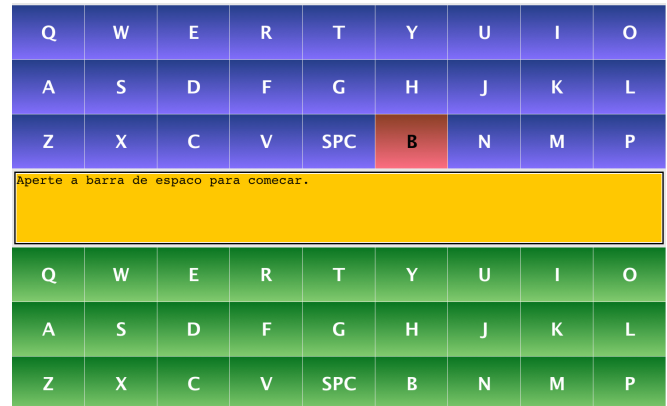 Q W E R T Y U I O
A S D F G H J K L
Z X C V SPC B N M P
Aperte a barra de espaco para comecar.
Q W E R T Y U I O
A S D F G H J K L
Z X C V SPC B N M P